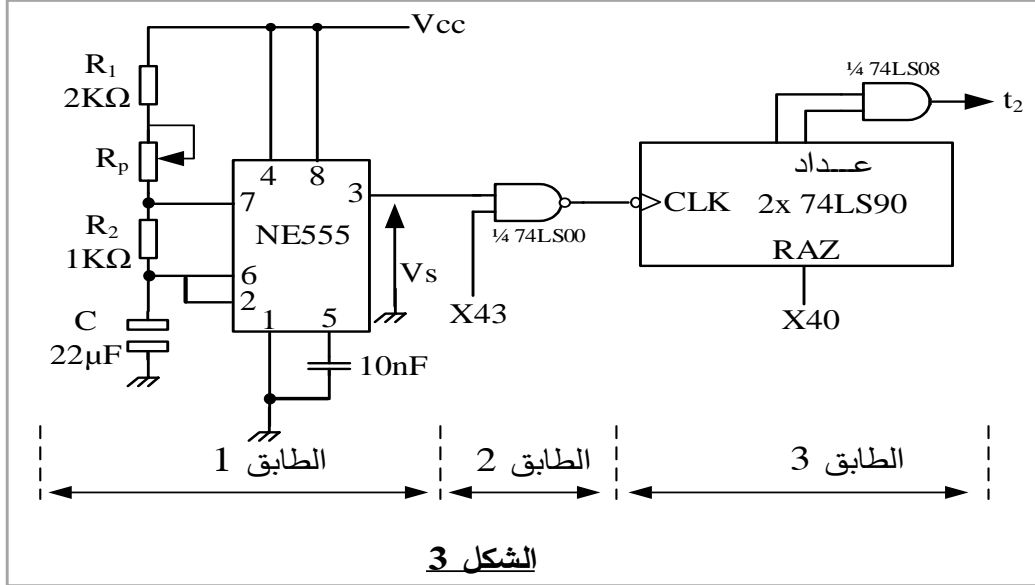 Vcc
R1
2KΩ
Rp
R2
1KΩ
C
22µF
4
8
3
7
NE555
6
2
1
5
10nF
Vs
¼ 74LS00
X43
¼ 74LS08
t2
عـــداد
CLK
2x 74LS90
RAZ
X40
الطابق 1
الطابق 2
الطابق 3
الشكل 3